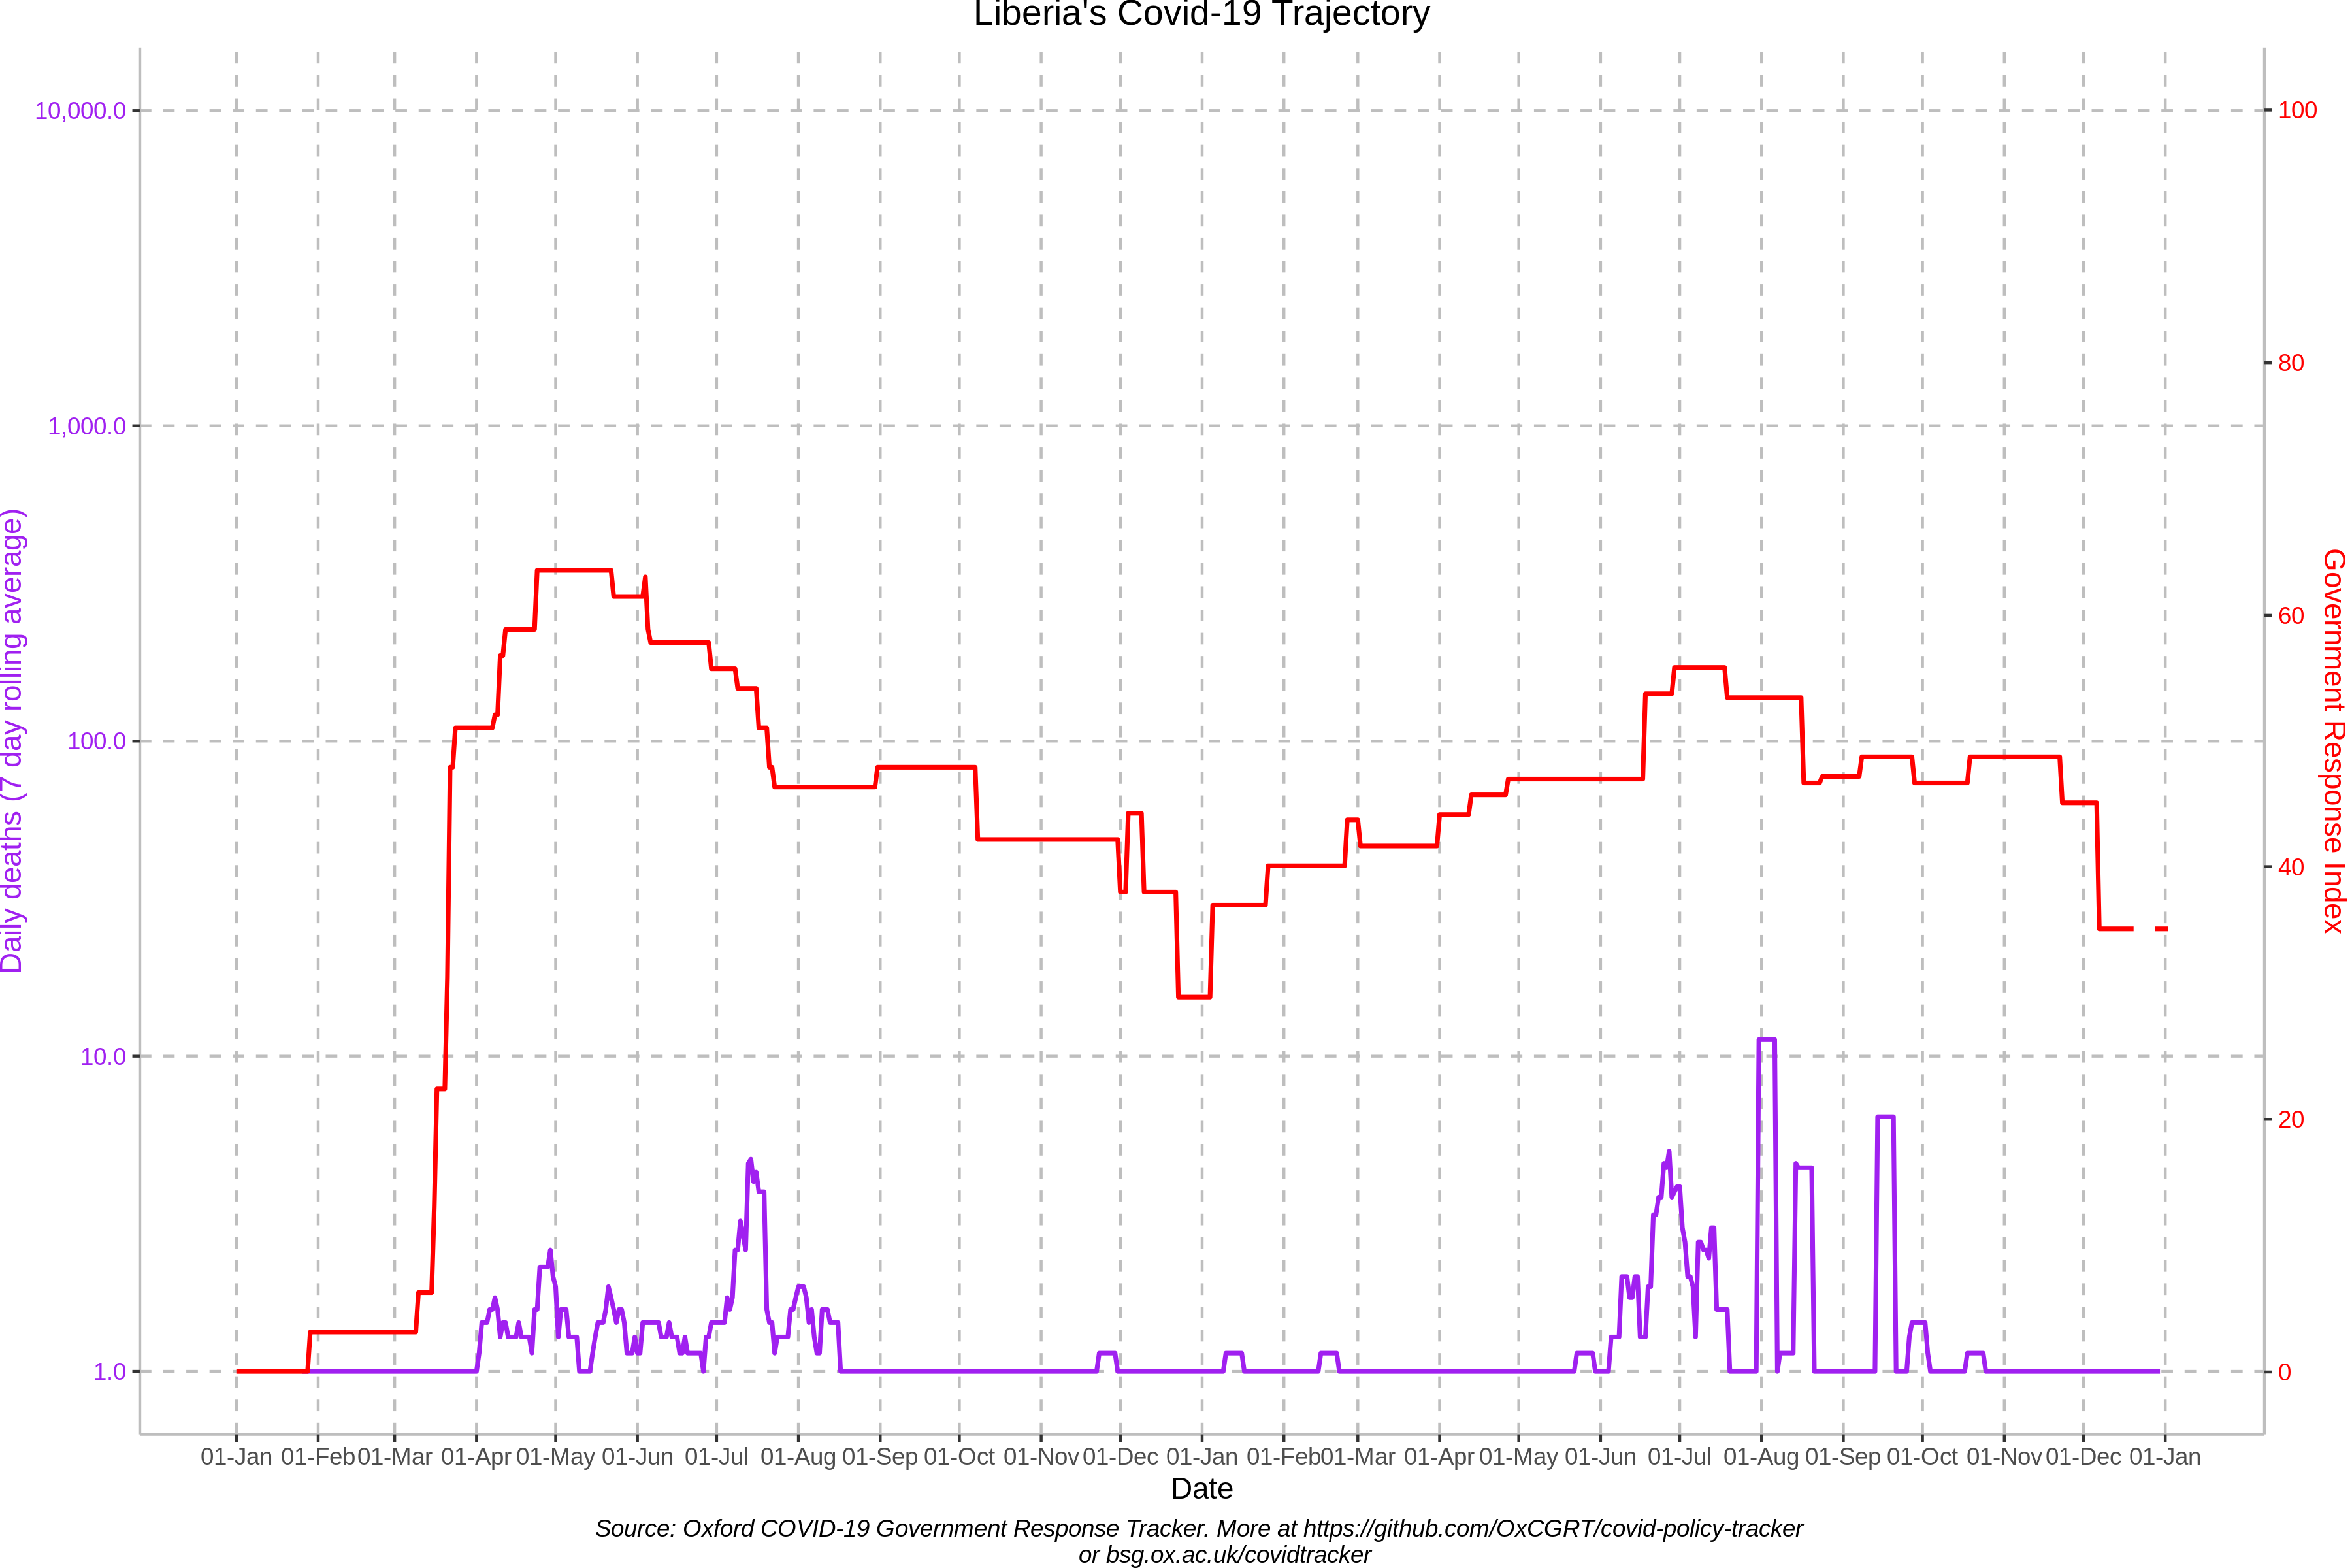 Liberia's Covid-19 Trajectory
10,000.0
1,000.0
100.0
10.0
1.0
Daily deaths (7 day rolling average)
100
80
60
40
20
0
Government Response Index
01-Jan 01-Feb 01-Mar 01-Apr 01-May 01-Jun 01-Jul 01-Aug 01-Sep 01-Oct 01-Nov 01-Dec 01-Jan 01-Feb 01-Mar 01-Apr 01-May 01-Jun 01-Jul 01-Aug 01-Sep 01-Oct 01-Nov 01-Dec 01-Jan
Date
Source: Oxford COVID-19 Government Response Tracker. More at https://github.com/OxCGRT/covid-policy-tracker
or bsg.ox.ac.uk/covidtracker